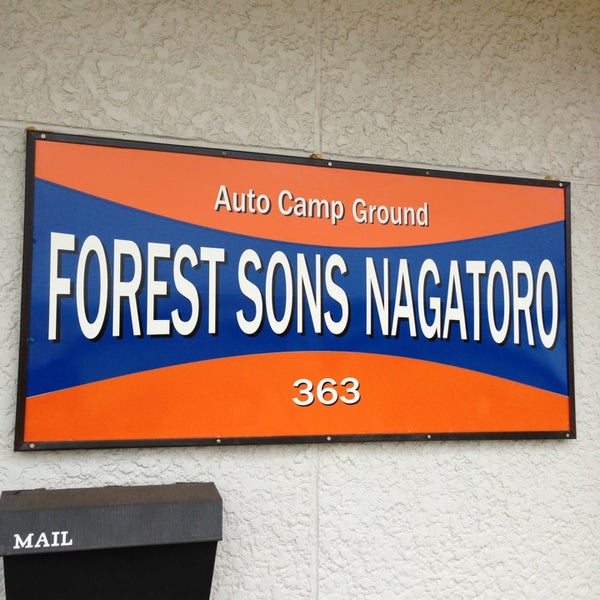 Auto Camp Ground
FOREST SONS NAGATORO
363
MAIL